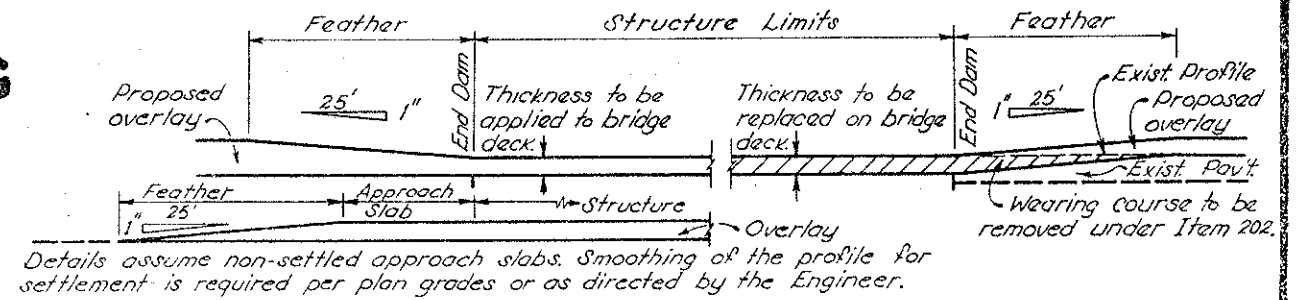 Feather
Structure Limits
Feather
Proposed
overlay
25'
1"
End Dam
Thickness to be
applied to bridge
deck.
Thickness to be
replaced on bridge
deck.
End Dam
25'
1"
Exist. Profile
Proposed
overlay
Exist. Pav't.
Feather
Approach
Slab
25'
1"
Structure
Overlay
Wearing course to be
removed under Item 202.
Details assume non-settled approach slabs. Smoothing of the profile for
settlement is required per plan grades or as directed by the Engineer.